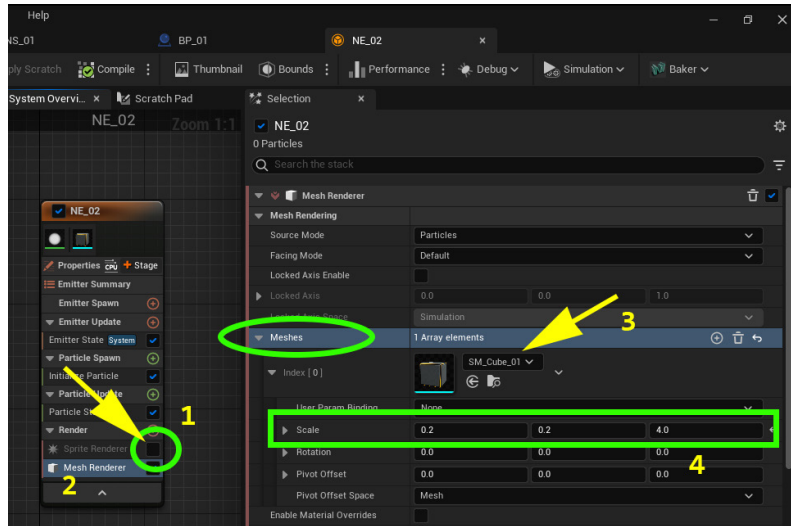 Help
NS_01 BP_01 NE_02
ply Scratch Compile Thumbnail Bounds Performance Debug Simulation Baker
System Overvi... Scratch Pad Selection
NE_02 Zoom 1:1
NE_02
0 Particles
Search the stack
Mesh Renderer
Mesh Rendering
Source Mode Particles
Facing Mode Default
Locked Axis Enable
Locked Axis 0.0 0.0 1.0
Locked Axis Space Simulation
Meshes 1 Array elements
Index [ 0 ] SM_Cube_01
User Param Binding None
Scale 0.2 0.2 4.0
Rotation 0.0 0.0 0.0
Pivot Offset 0.0 0.0 0.0
Pivot Offset Space Mesh
Enable Material Overrides
NE_02
Properties CPU Stage
Emitter Summary
Emitter Spawn
Emitter Update
Emitter State System
Particle Spawn
Initialize Particle
Particle Update
Particle St
Render
Sprite Renderer
Mesh Renderer
1
2
3
4